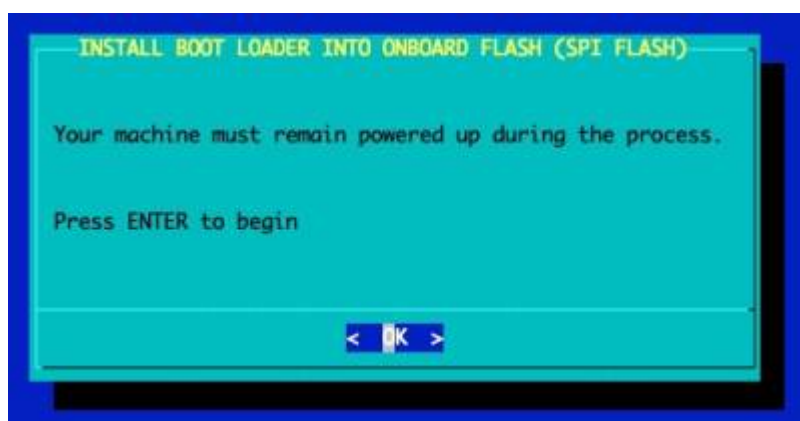 INSTALL BOOT LOADER INTO ONBOARD FLASH (SPI FLASH)
Your machine must remain powered up during the process.
Press ENTER to begin
< OK >